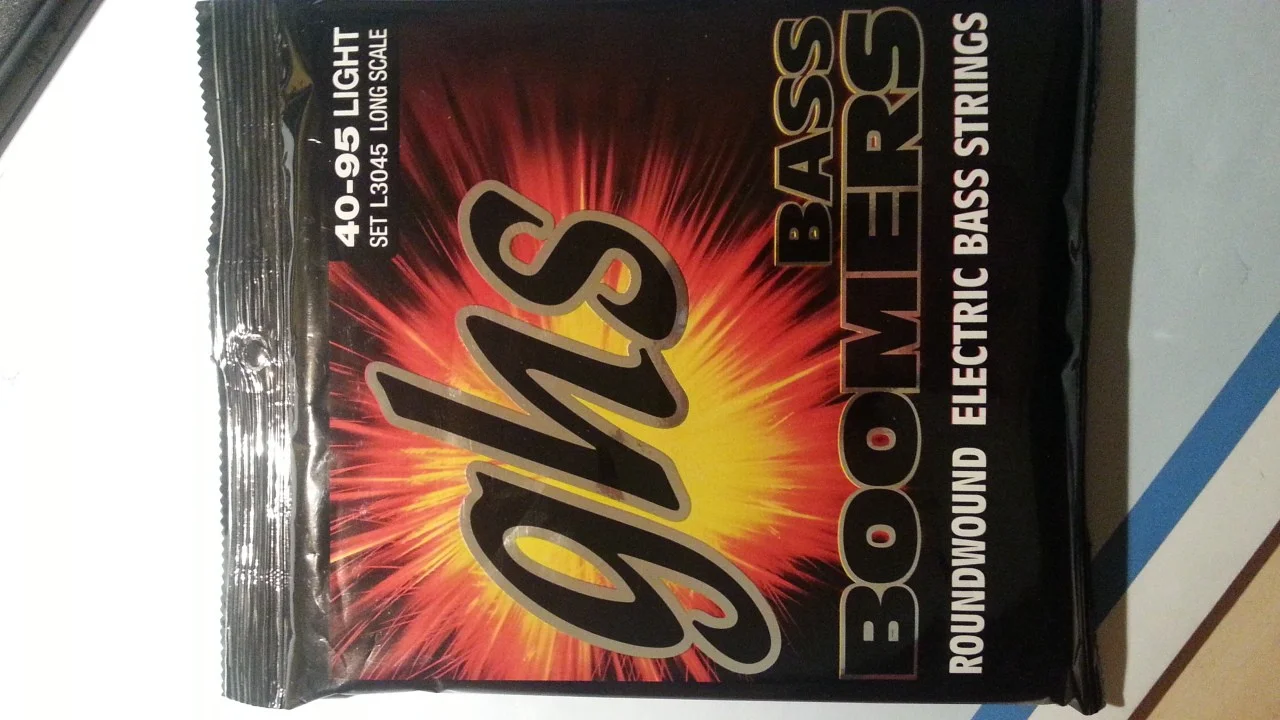 40-95 LIGHT
SET L3045 LONG SCALE
ghs
BASS
BOOMERS
ROUNDWOUND ELECTRIC BASS STRINGS